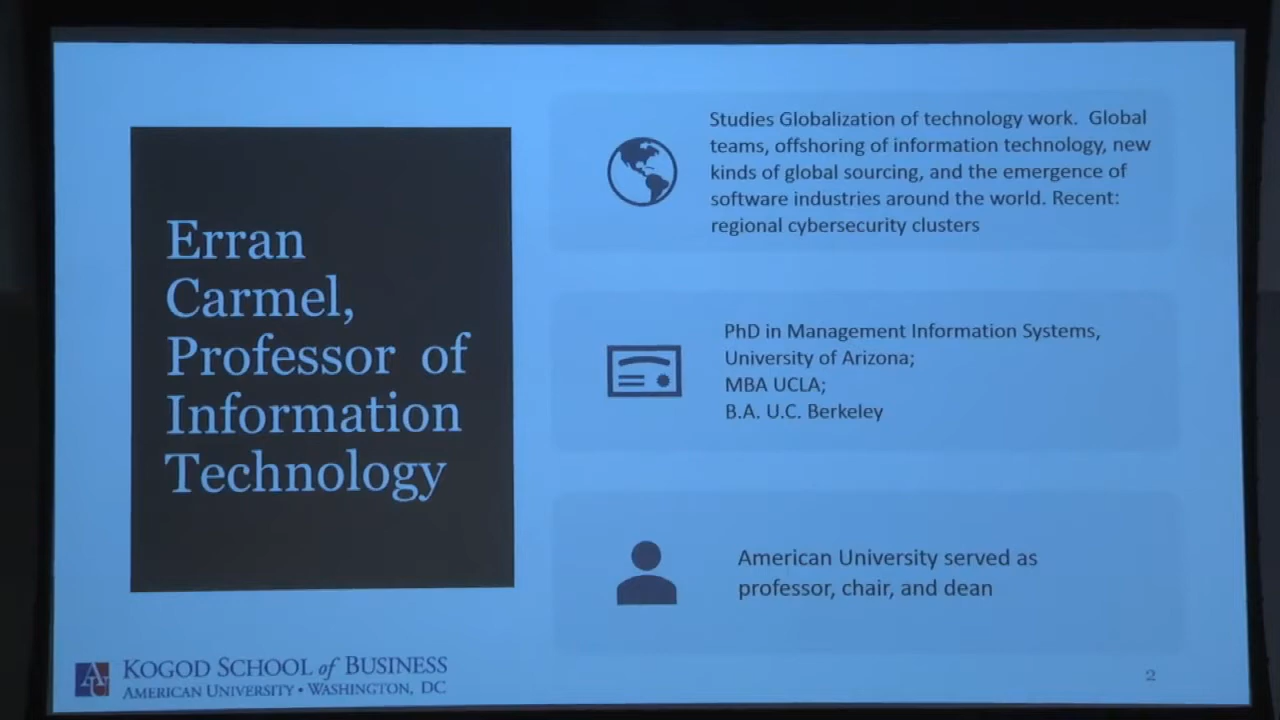 Erran
Carmel,
Professor of
Information
Technology
Studies Globalization of technology work. Global
teams, offshoring of information technology, new
kinds of global sourcing, and the emergence of
software industries around the world. Recent:
regional cybersecurity clusters
PhD in Management Information Systems,
University of Arizona;
MBA UCLA;
B.A. U.C. Berkeley
American University served as
professor, chair, and dean
AU
KOGOD SCHOOL of BUSINESS
AMERICAN UNIVERSITY • WASHINGTON, DC
2